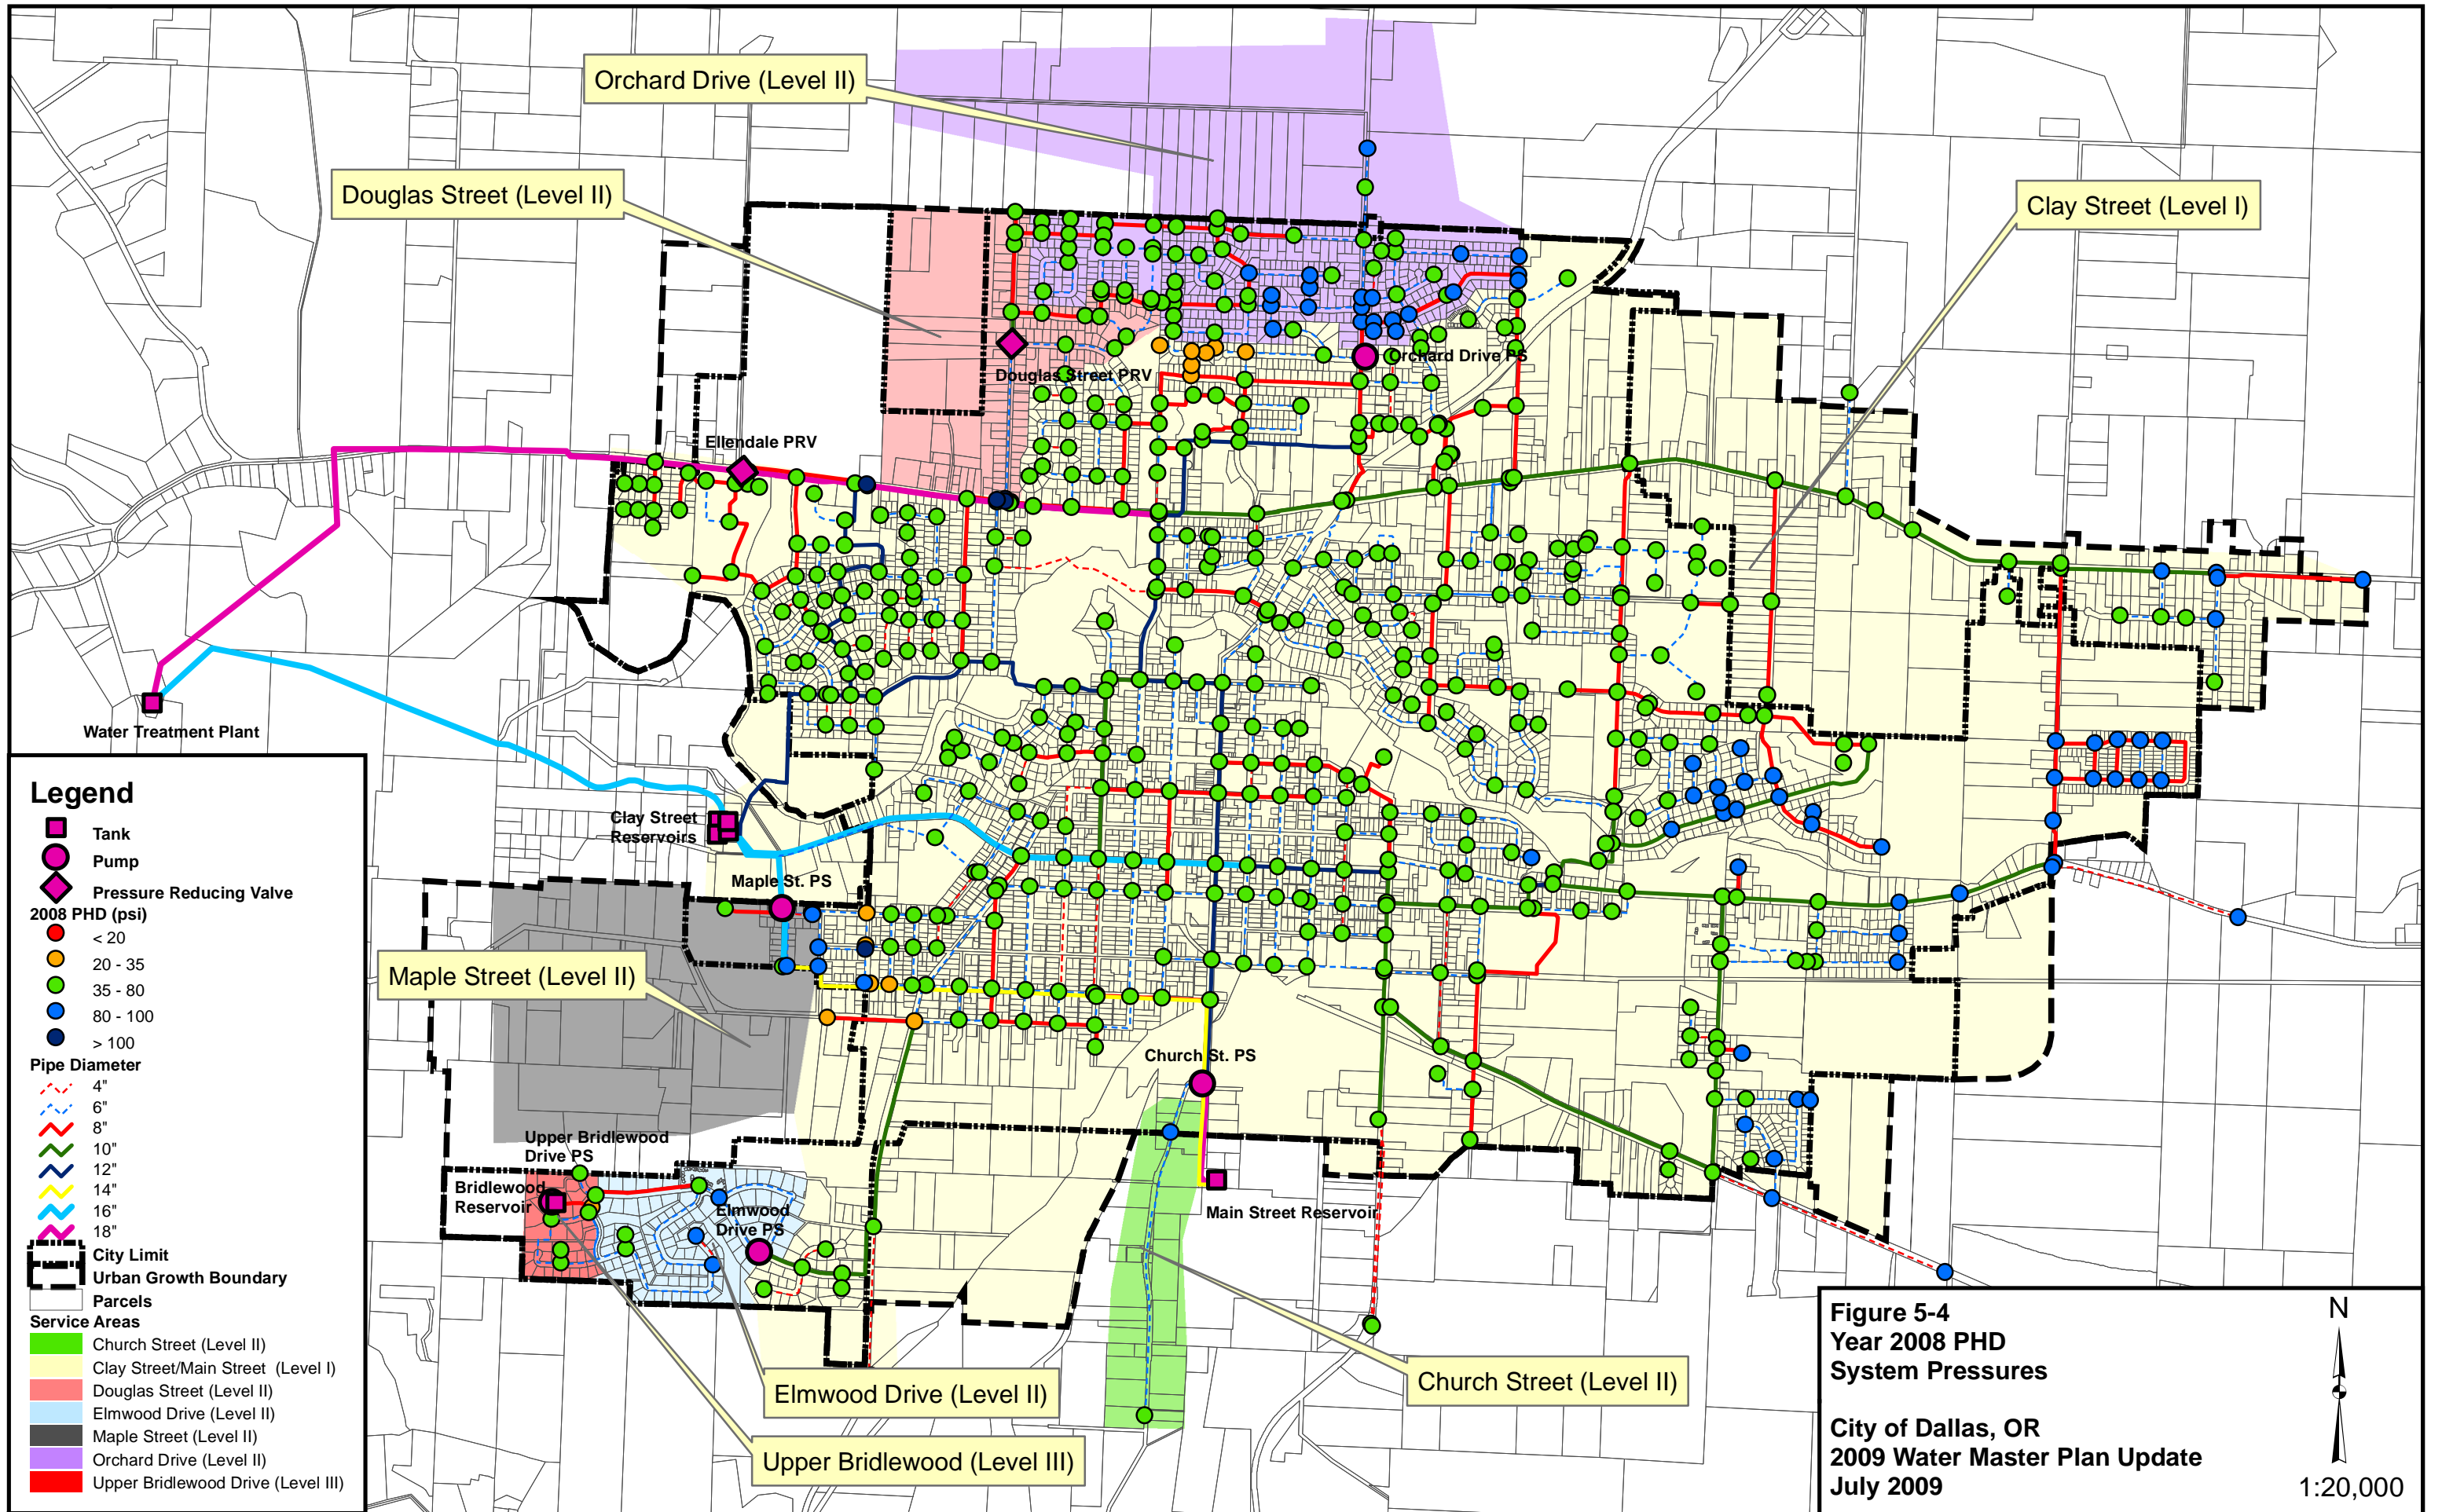 Orchard Drive (Level II)
Douglas Street (Level II)
Clay Street (Level I)
Orchard Drive PS
Douglas Street PRV
Ellendale PRV
Water Treatment Plant
Clay Street
Reservoirs
Maple St. PS
Maple Street (Level II)
Church St. PS
Upper Bridlewood
Drive PS
Bridlewood
Reservoir
Elmwood
Drive PS
Main Street Reservoir
Elmwood Drive (Level II)
Church Street (Level II)
Upper Bridlewood (Level III)
Legend
Tank
Pump
Pressure Reducing Valve
2008 PHD (psi)
< 20
20 - 35
35 - 80
80 - 100
> 100
Pipe Diameter
4"
6"
8"
10"
12"
14"
16"
18"
City Limit
Urban Growth Boundary
Parcels
Service Areas
Church Street (Level II)
Clay Street/Main Street (Level I)
Douglas Street (Level II)
Elmwood Drive (Level II)
Maple Street (Level II)
Orchard Drive (Level II)
Upper Bridlewood Drive (Level III)
Figure 5-4
Year 2008 PHD
System Pressures
City of Dallas, OR
2009 Water Master Plan Update
July 2009
N
1:20,000